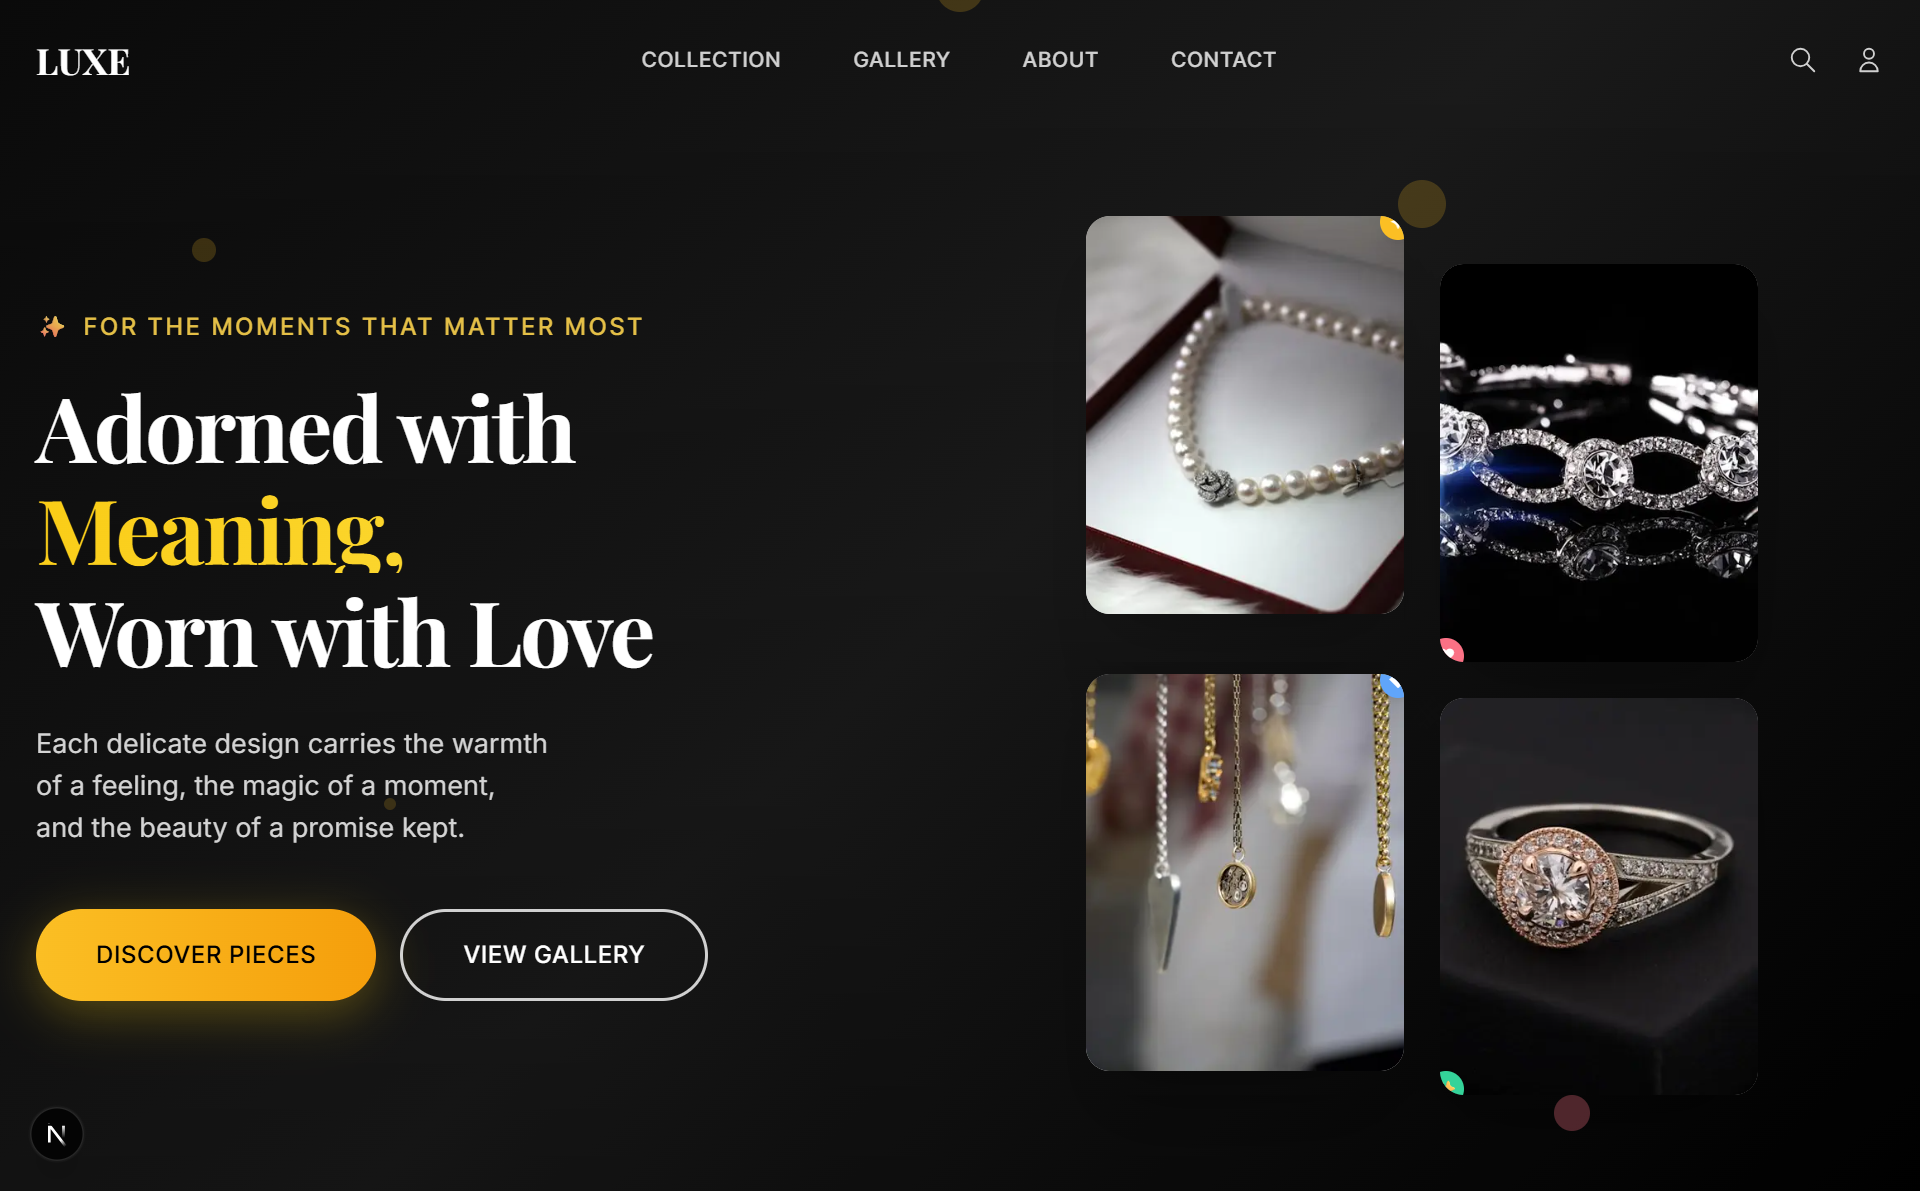 LUXE
COLLECTION
GALLERY
ABOUT
CONTACT
FOR THE MOMENTS THAT MATTER MOST
Adorned with
Meaning,
Worn with Love
Each delicate design carries the warmth
of a feeling, the magic of a moment,
and the beauty of a promise kept.
DISCOVER PIECES
VIEW GALLERY
N